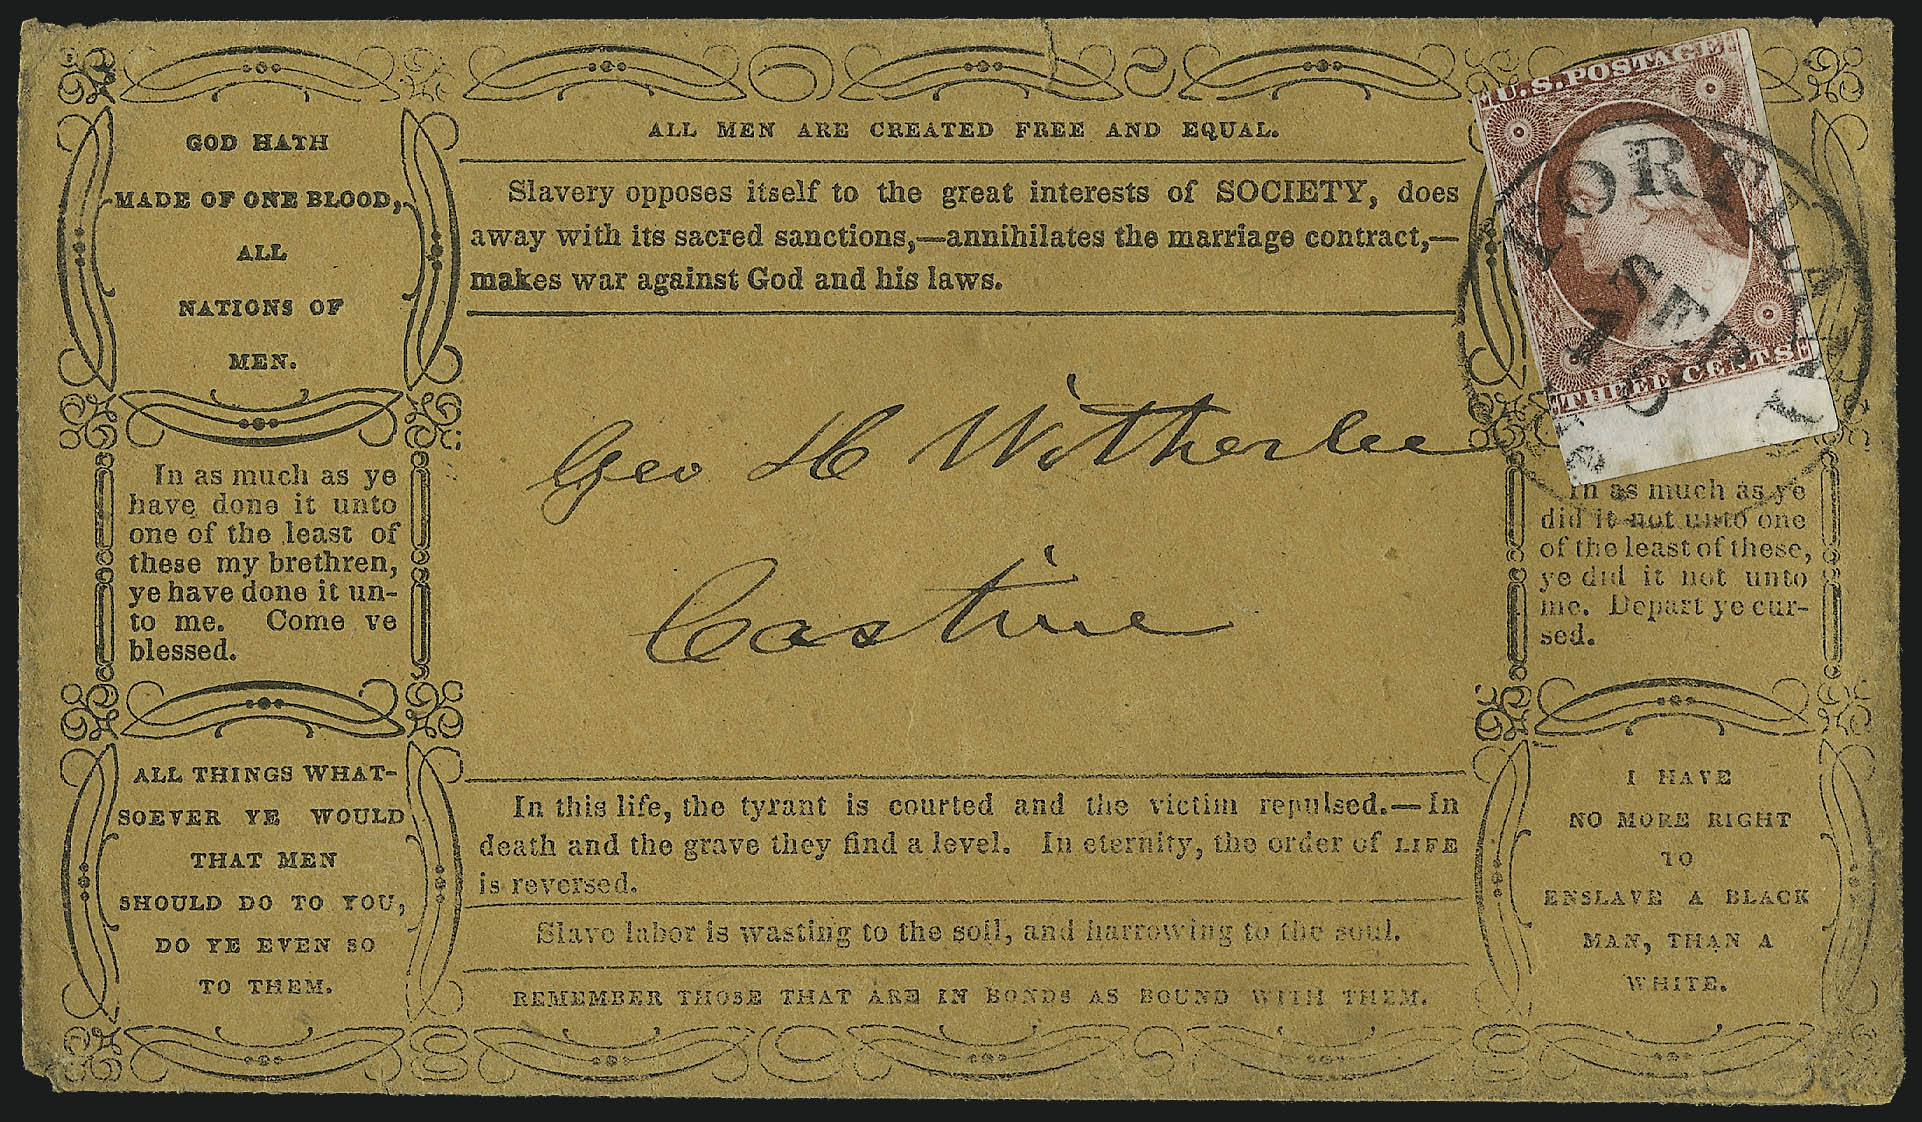 GOD HATH
MADE OF ONE BLOOD,
ALL
NATIONS OF
MEN.
In as much as ye
have done it unto
one of the least of
these my brethren,
ye have done it un-
to me. Come ye
blessed.
ALL THINGS WHAT-
SOEVER YE WOULD
THAT MEN
SHOULD DO TO YOU,
DO YE EVEN SO
TO THEM.
ALL MEN ARE CREATED FREE AND EQUAL.
Slavery opposes itself to the great interests of SOCIETY, does
away with its sacred sanctions,—annihilates the marriage contract,—
makes war against God and his laws.
Geo H Witherlee
Castine
In this life, the tyrant is courted and the victim repulsed.—In
death and the grave they find a level. In eternity, the order of LIFE
is reversed.
Slave labor is wasting to the soil, and harrowing to the soul.
REMEMBER THOSE THAT ARE IN BONDS AS BOUND WITH THEM.
U.S. POSTAGE
THREE CENTS
PORTLAND
In as much as ye
did it not unto one
of the least of these,
ye did it not unto
me. Depart ye cur-
sed.
I HAVE
NO MORE RIGHT
TO
ENSLAVE A BLACK
MAN, THAN A
WHITE.